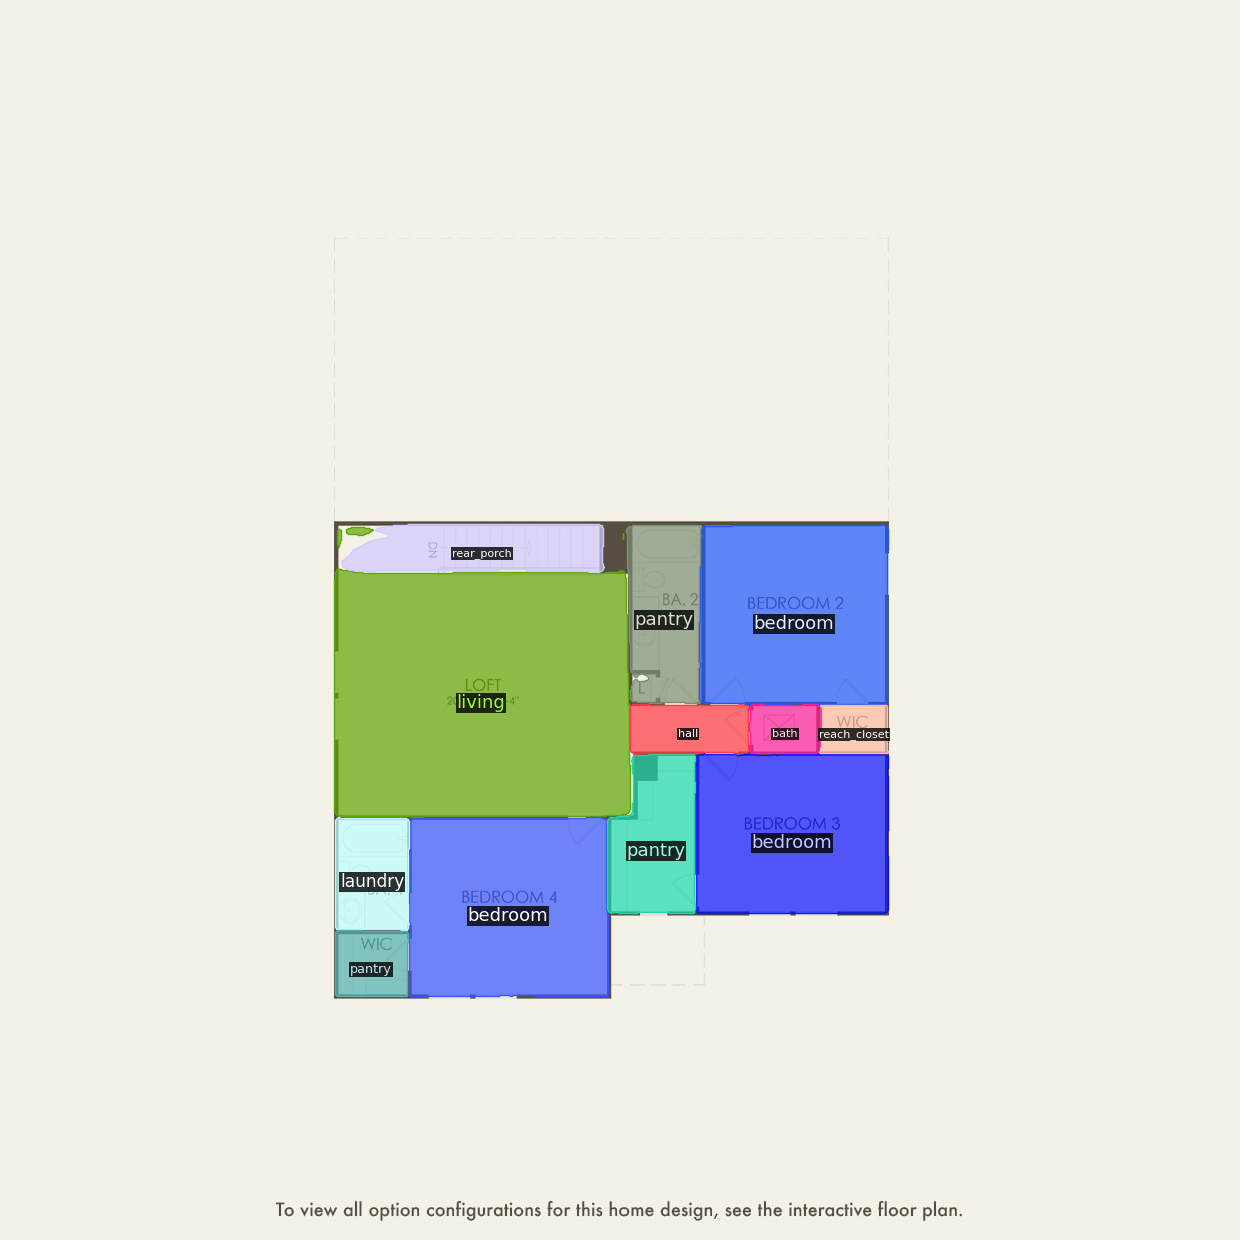 DN
rear_porch
BA. 2
pantry
BEDROOM 2
bedroom
LOFT
living
L
hall
bath
WIC
reach_closet
BEDROOM 3
bedroom
pantry
laundry
BEDROOM 4
bedroom
WIC
pantry
To view all option configurations for this home design, see the interactive floor plan.